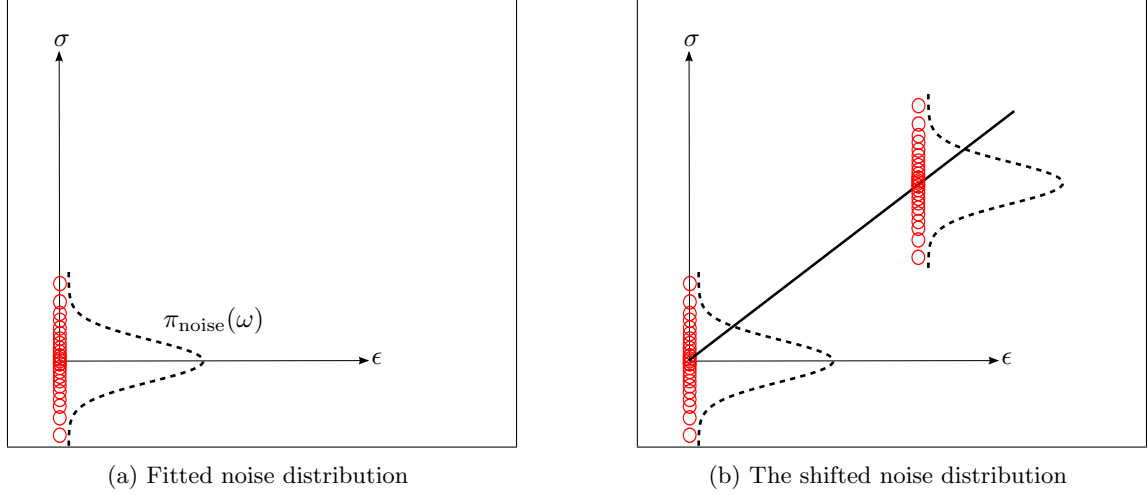 σ
π_noise(ω)
ϵ
(a) Fitted noise distribution
σ
ϵ
(b) The shifted noise distribution